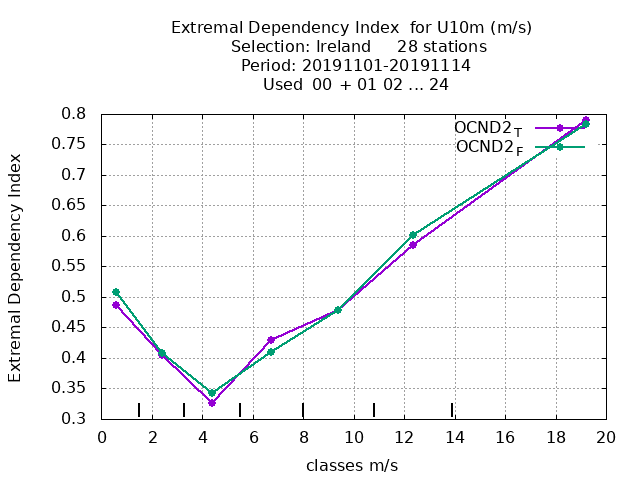 Extremal Dependency Index  for U10m (m/s)
Selection: Ireland     28 stations
Period: 20191101-20191114
Used  00 + 01 02 ... 24
OCND2T
OCND2F
0.8
0.75
0.7
0.65
0.6
0.55
0.5
0.45
0.4
0.35
0.3
Extremal Dependency Index
0 2 4 6 8 10 12 14 16 18 20
classes m/s